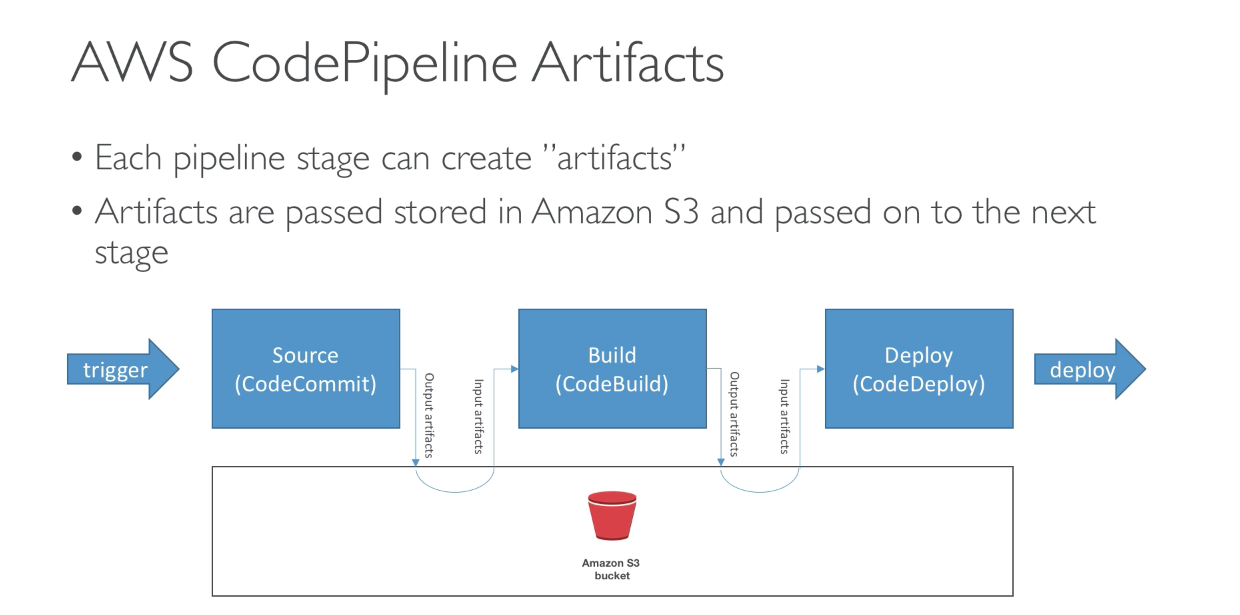 AWS CodePipeline Artifacts
• Each pipeline stage can create ”artifacts”
• Artifacts are passed stored in Amazon S3 and passed on to the next
stage
trigger
Source
(CodeCommit)
Output artifacts
Input artifacts
Build
(CodeBuild)
Output artifacts
Input artifacts
Deploy
(CodeDeploy)
deploy
Amazon S3
bucket